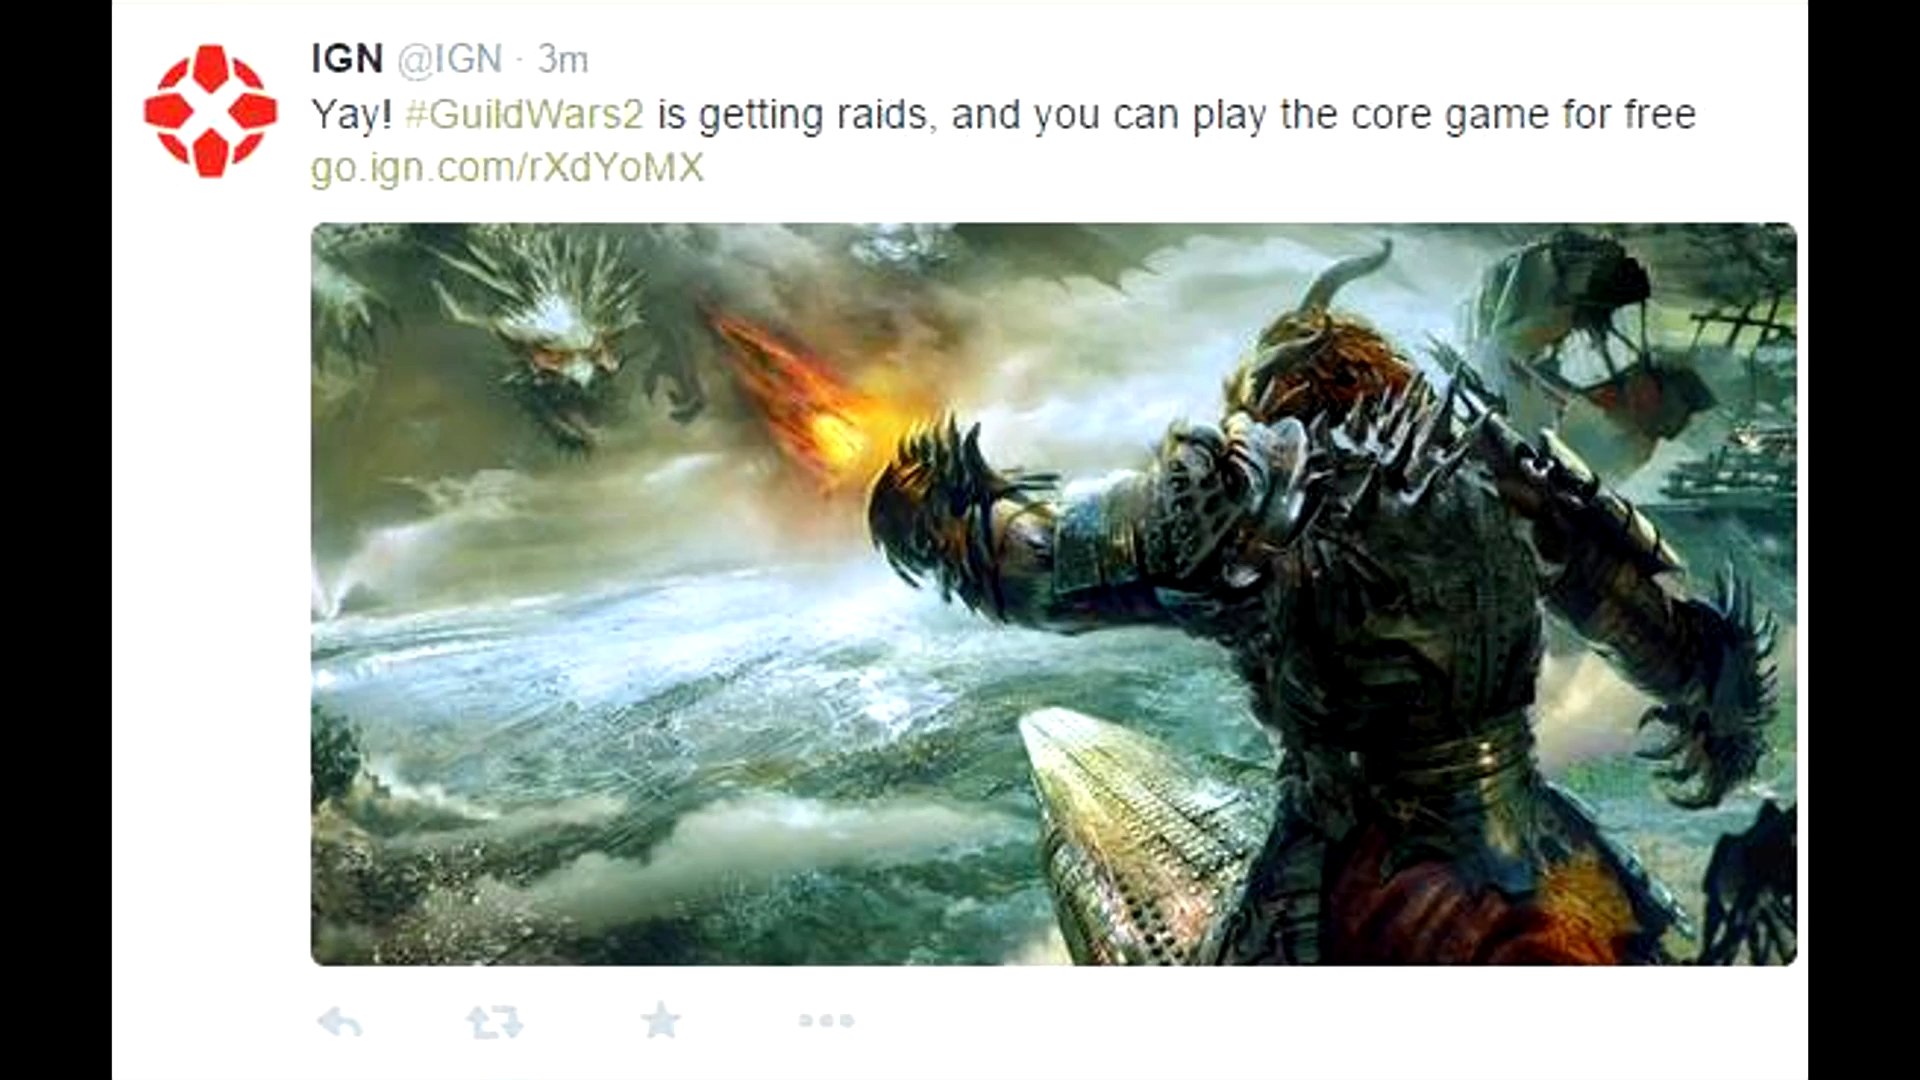 IGN @IGN · 3m
Yay! #GuildWars2 is getting raids, and you can play the core game for free
go.ign.com/rXdYoMX